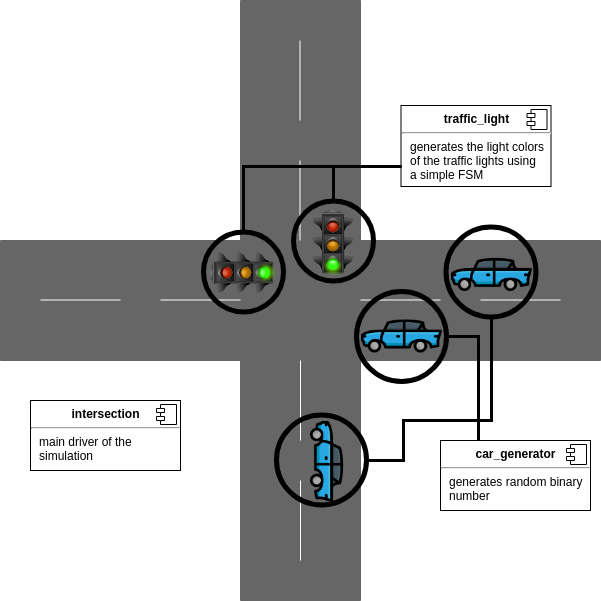 traffic_light
generates the light colors
of the traffic lights using
a simple FSM
intersection
main driver of the
simulation
car_generator
generates random binary
number